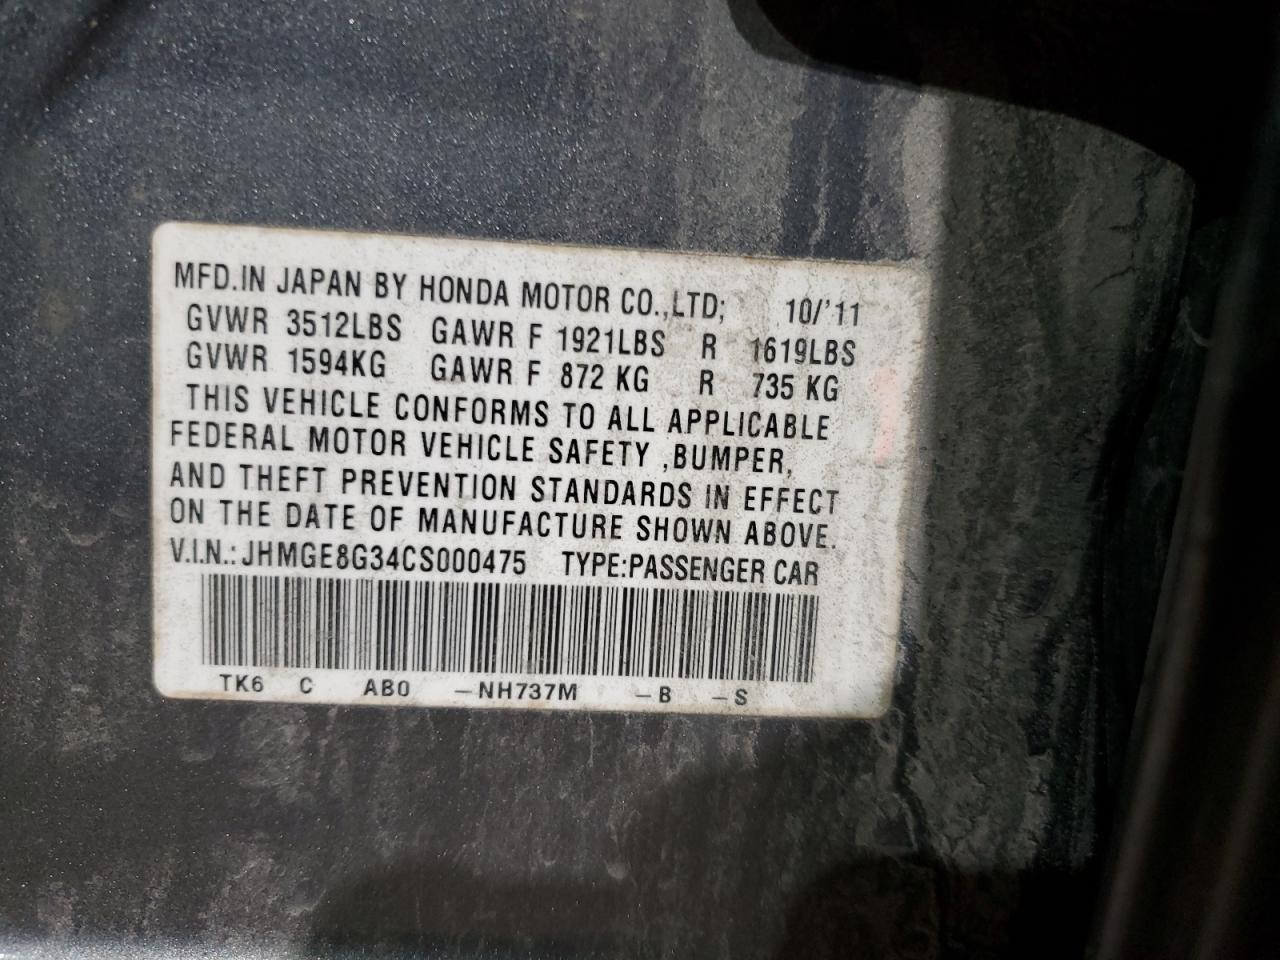 MFD.IN JAPAN BY HONDA MOTOR CO.,LTD; 10/'11
GVWR 3512LBS GAWR F 1921LBS R 1619LBS
GVWR 1594KG GAWR F 872 KG R 735 KG
THIS VEHICLE CONFORMS TO ALL APPLICABLE
FEDERAL MOTOR VEHICLE SAFETY ,BUMPER,
AND THEFT PREVENTION STANDARDS IN EFFECT
ON THE DATE OF MANUFACTURE SHOWN ABOVE.
V.I.N.: JHMGE8G34CS000475 TYPE:PASSENGER CAR
TK6 C AB0 –NH737M –B –S